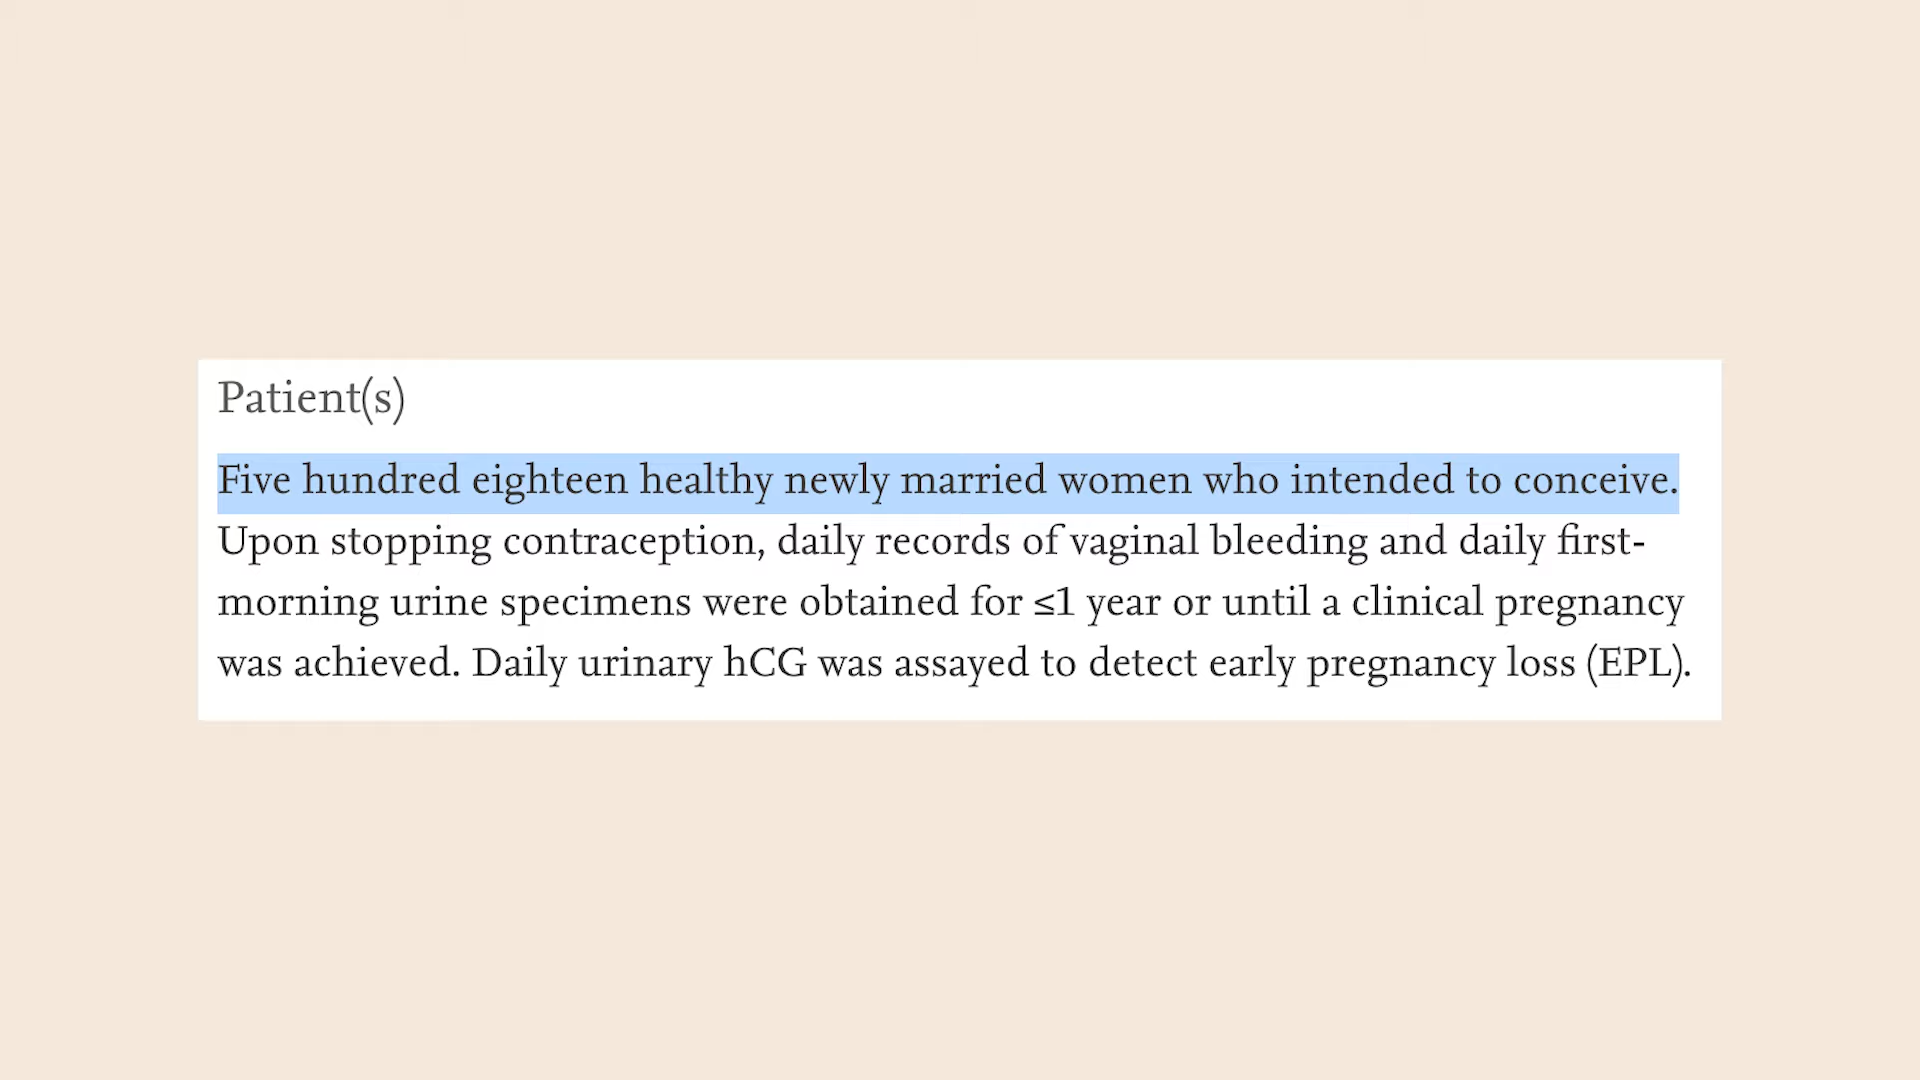 Patient(s)
Five hundred eighteen healthy newly married women who intended to conceive.
Upon stopping contraception, daily records of vaginal bleeding and daily first-
morning urine specimens were obtained for ≤1 year or until a clinical pregnancy
was achieved. Daily urinary hCG was assayed to detect early pregnancy loss (EPL).